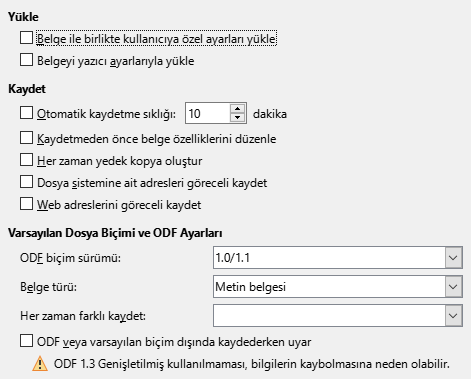 Yükle
Belge ile birlikte kullanıcıya özel ayarları yükle
Belgeyi yazıcı ayarlarıyla yükle
Kaydet
Otomatik kaydetme sıklığı: 10 dakika
Kaydetmeden önce belge özelliklerini düzenle
Her zaman yedek kopya oluştur
Dosya sistemine ait adresleri göreceli kaydet
Web adreslerini göreceli kaydet
Varsayılan Dosya Biçimi ve ODF Ayarları
ODF biçim sürümü: 1.0/1.1
Belge türü: Metin belgesi
Her zaman farklı kaydet:
ODF veya varsayılan biçim dışında kaydederken uyar
ODF 1.3 Genişletilmiş kullanılmaması, bilgilerin kaybolmasına neden olabilir.